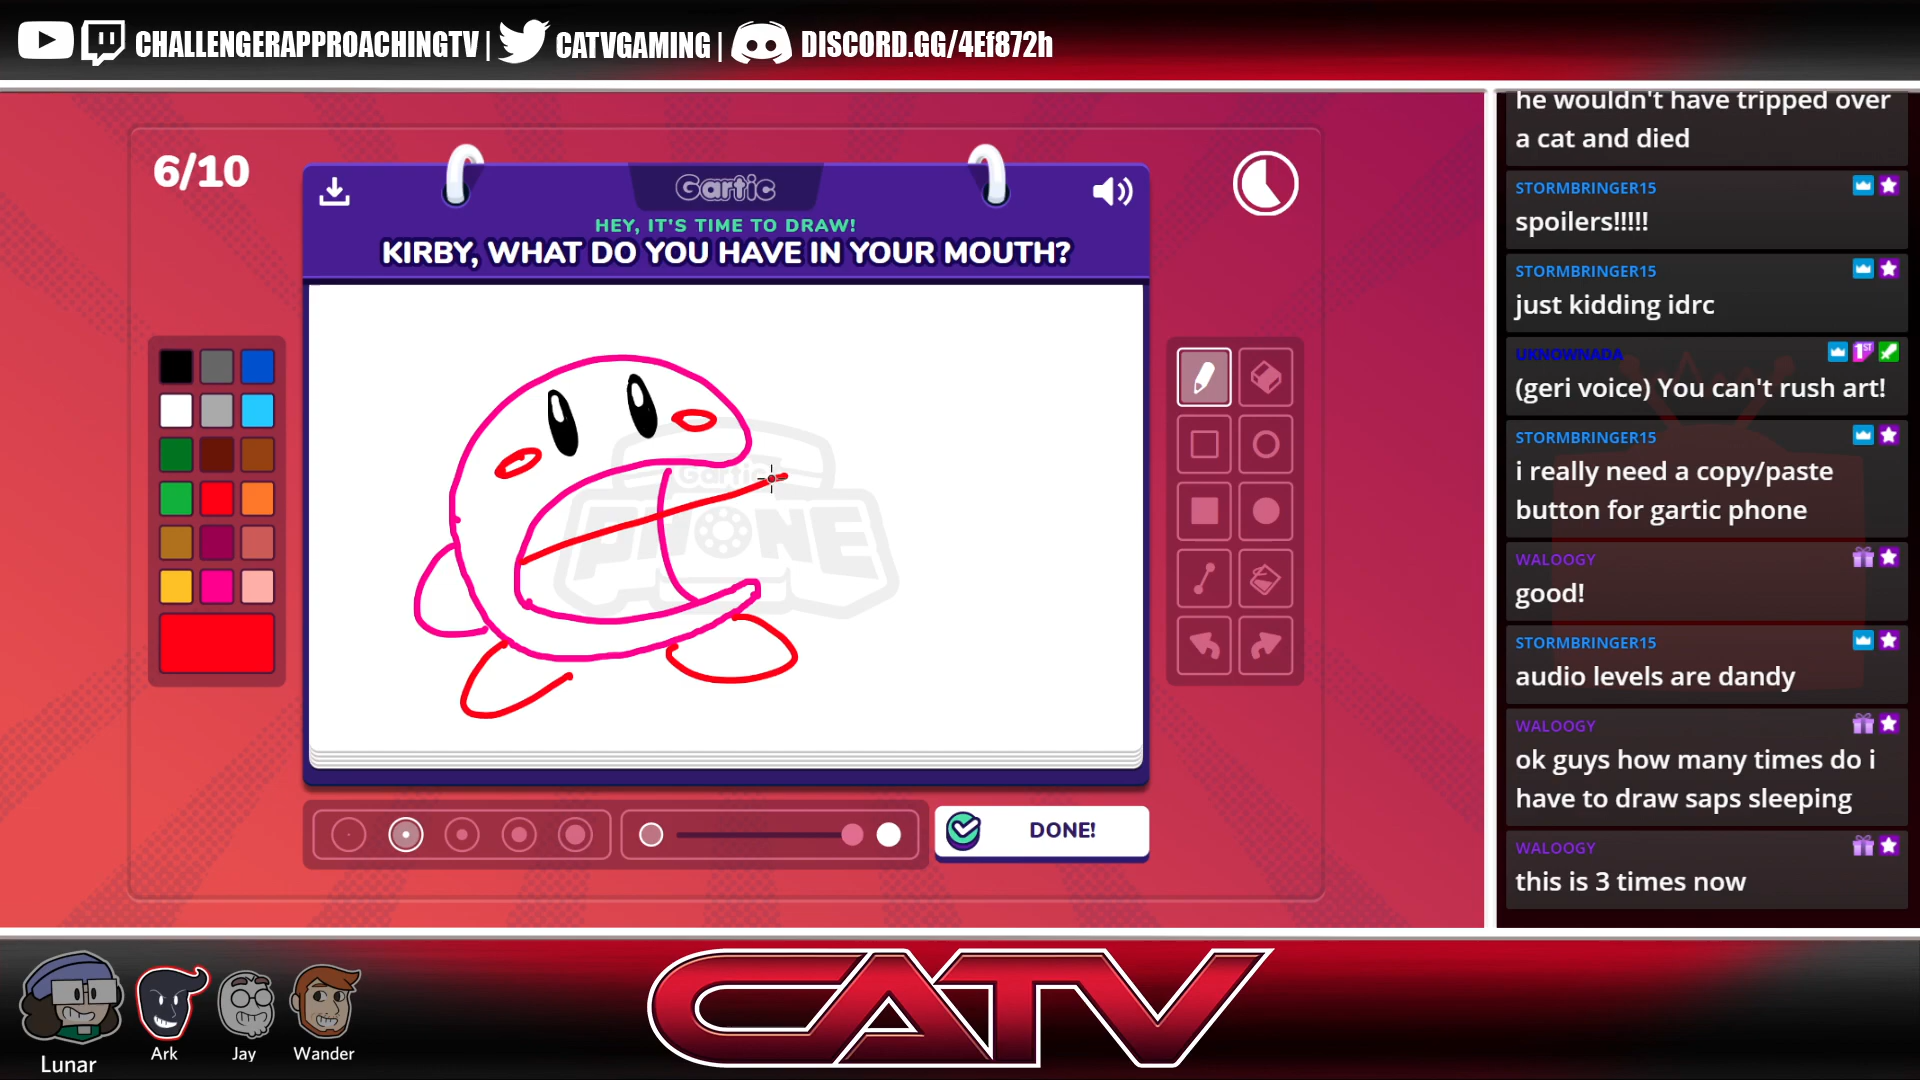 CHALLENGERAPPROACHINGTV | CATVGAMING | DISCORD.GG/4Ef872h
6/10
Gartic
HEY, IT'S TIME TO DRAW!
KIRBY, WHAT DO YOU HAVE IN YOUR MOUTH?
Gartic
PHONE
DONE!
he wouldn't have tripped over
a cat and died
STORMBRINGER15
spoilers!!!!!
STORMBRINGER15
just kidding idrc
UKNOWNADA
1ST
(geri voice) You can't rush art!
STORMBRINGER15
i really need a copy/paste
button for gartic phone
WALOOGY
good!
STORMBRINGER15
audio levels are dandy
WALOOGY
ok guys how many times do i
have to draw saps sleeping
WALOOGY
this is 3 times now
Lunar
Ark
Jay
Wander
CATV